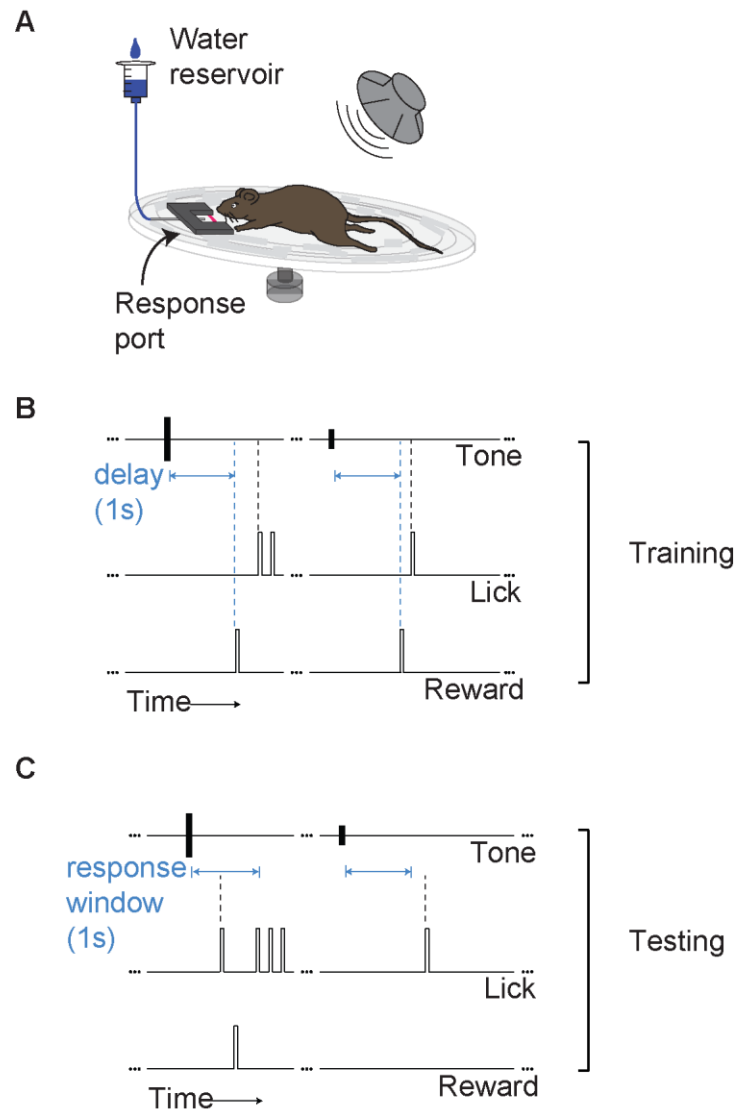 A
Water
reservoir
Response
port
B
... ... ...
Tone
delay
(1s)
... ... ...
Lick
Training
... ... ...
Reward
Time
C
... ... ...
Tone
response
window
(1s)
... ... ...
Lick
Testing
... ... ...
Reward
Time